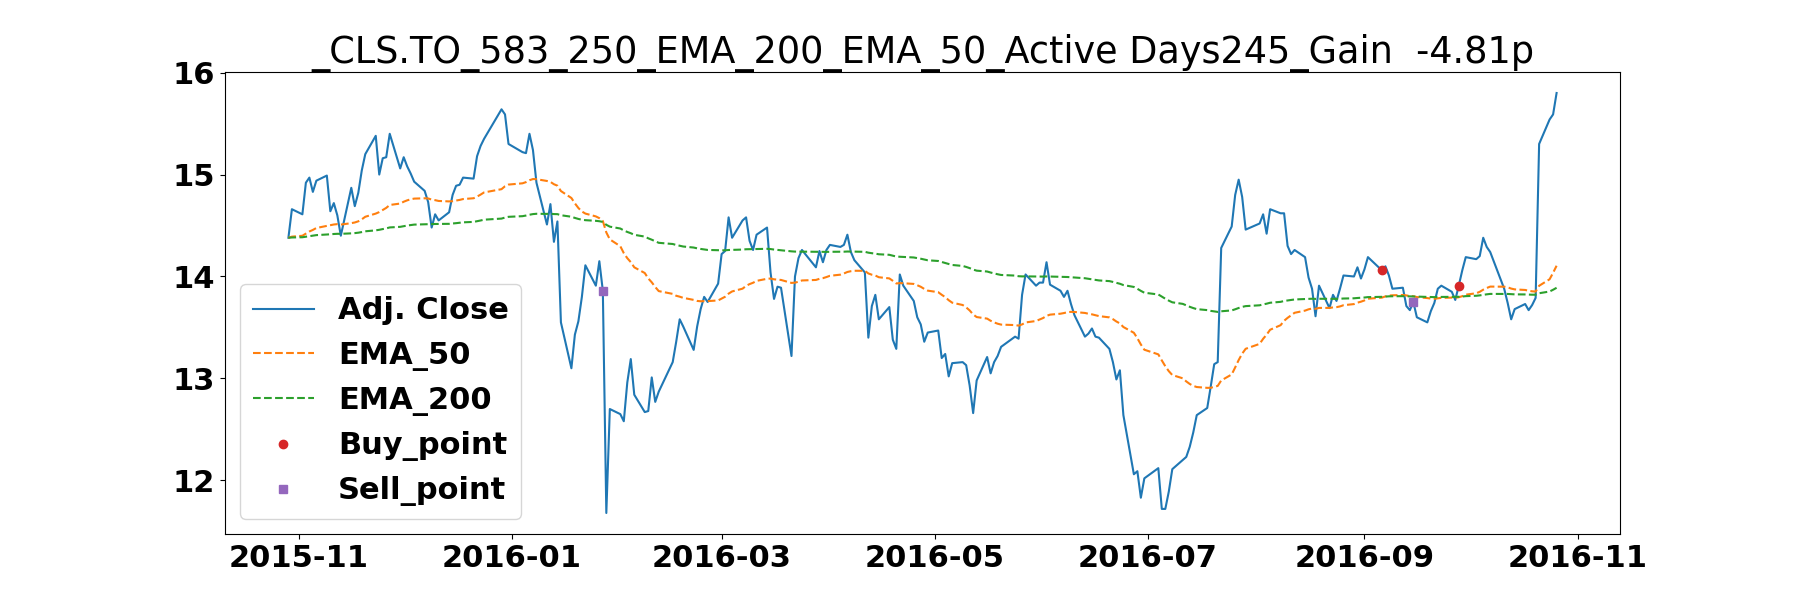 _CLS.TO_583_250_EMA_200_EMA_50_Active Days245_Gain  -4.81p
16
15
14
13
12
Adj. Close
EMA_50
EMA_200
Buy_point
Sell_point
2015-11 2016-01 2016-03 2016-05 2016-07 2016-09 2016-11